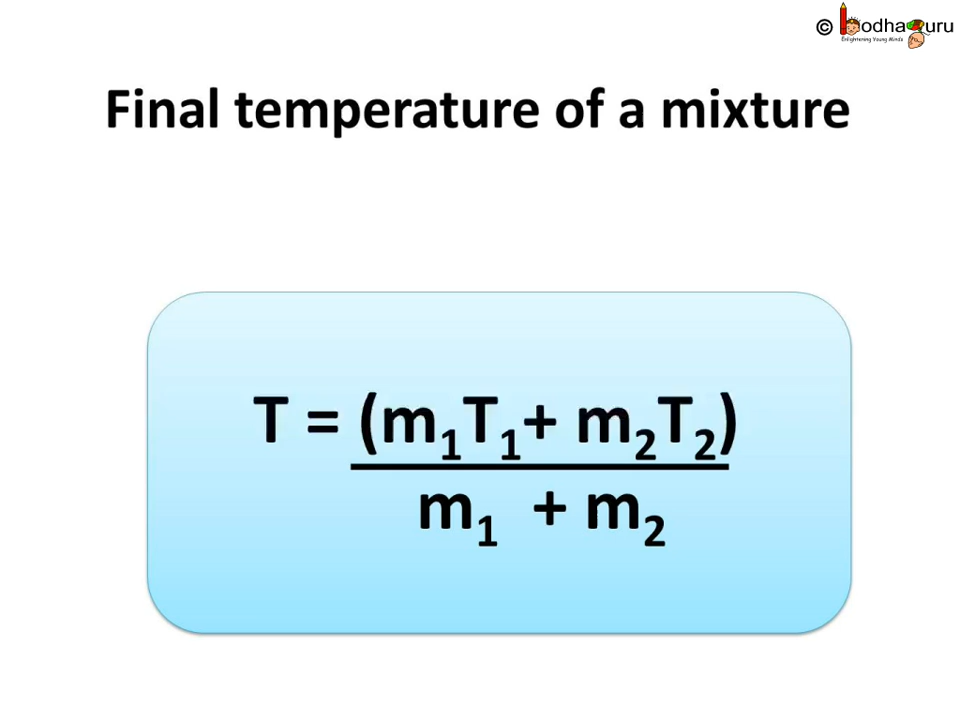 © BodhaGuru
Enlightening Young Minds
Final temperature of a mixture
T = (m₁T₁+ m₂T₂)
m₁ + m₂